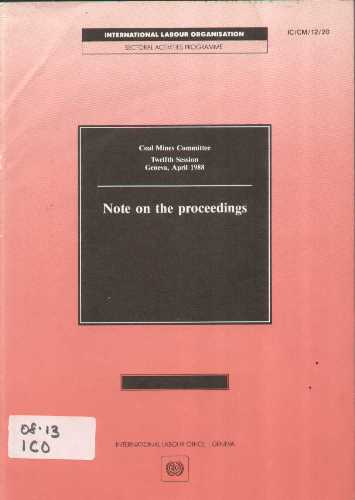 INTERNATIONAL LABOUR ORGANISATION
IC/CM/12/20
SECTORAL ACTIVITIES PROGRAMME
Coal Mines Committee
Twelfth Session
Geneva, April 1988
Note on the proceedings
08.13
ICO
INTERNATIONAL LABOUR OFFICE GENEVA